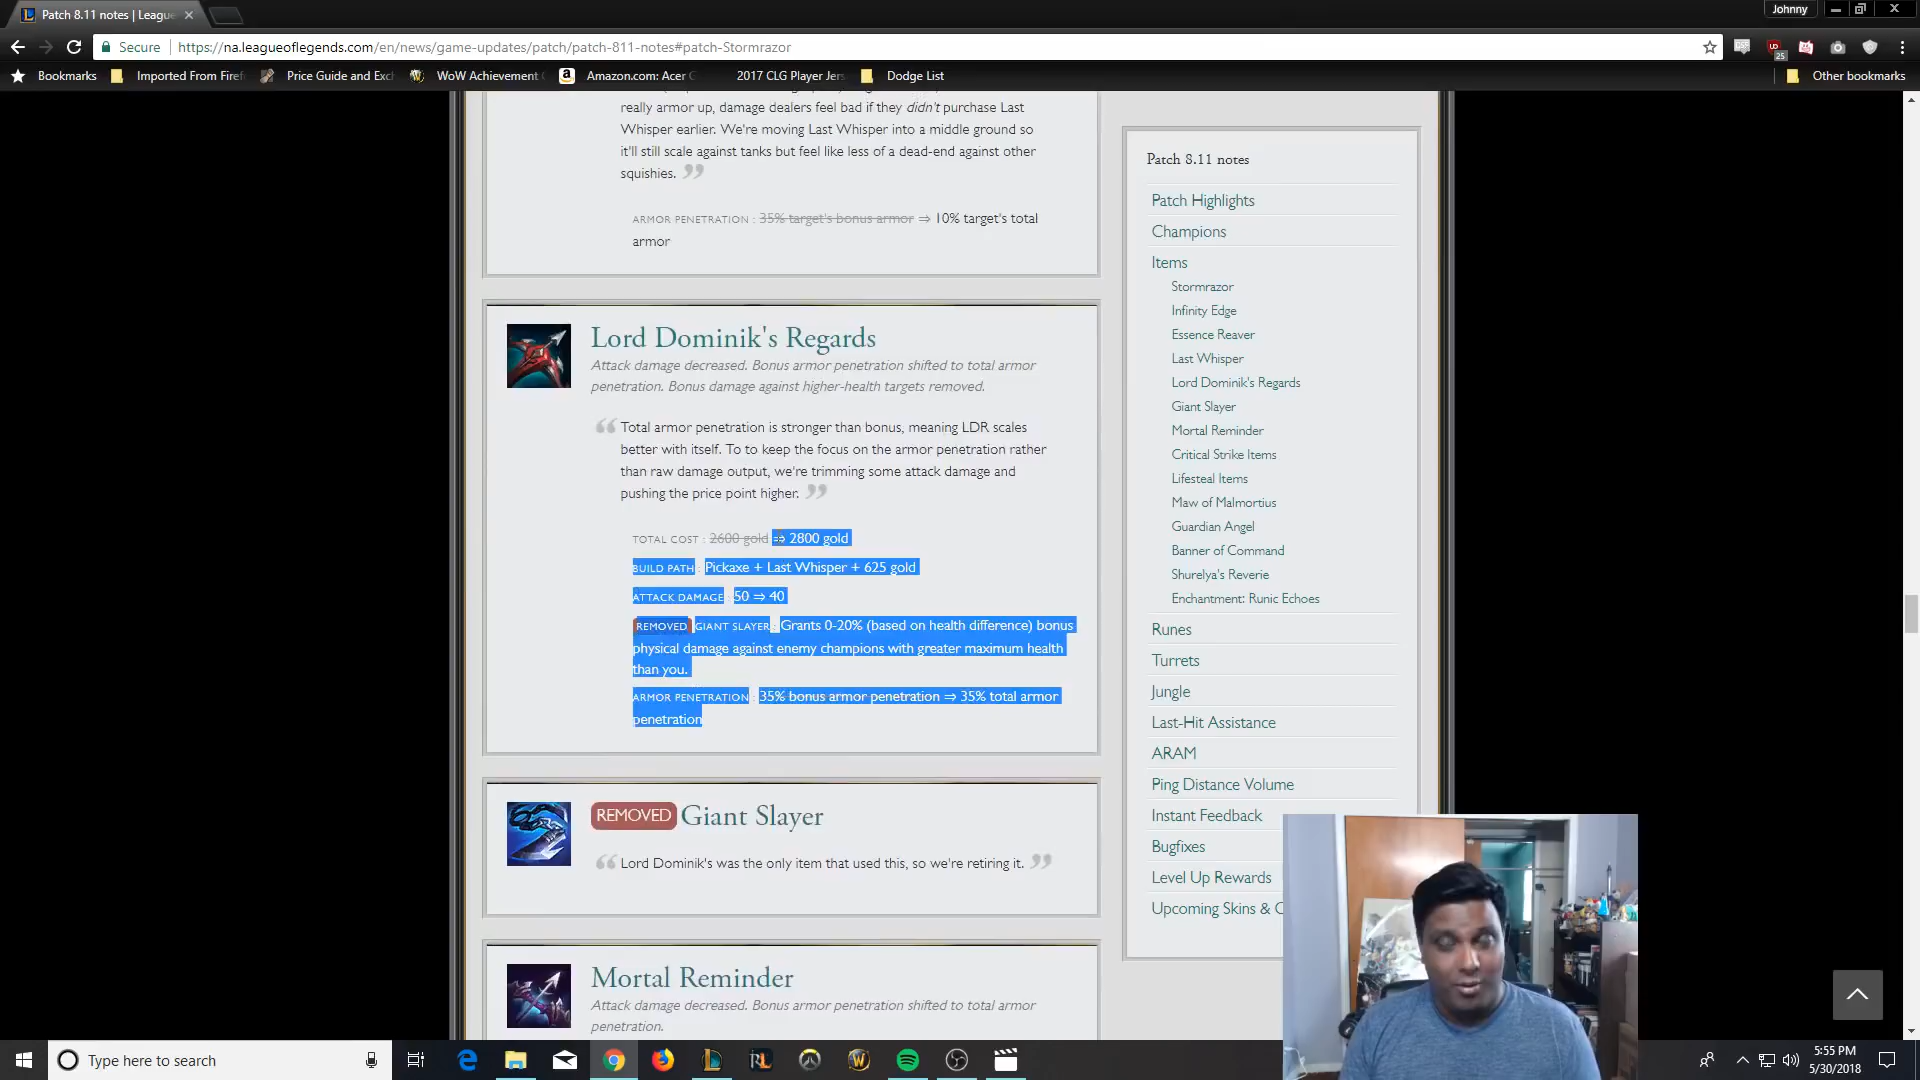 Patch 8.11 notes | League
Johnny
Secure
https://na.leagueoflegends.com/en/news/game-updates/patch/patch-811-notes#patch-Stormrazor
25
Bookmarks
Imported From Firef
Price Guide and Exc
WoW Achievement
Amazon.com: Acer
2017 CLG Player Jers
Dodge List
Other bookmarks
really armor up, damage dealers feel bad if they didn't purchase Last
Whisper earlier. We're moving Last Whisper into a middle ground so
it'll still scale against tanks but feel like less of a dead-end against other
squishies. ”
ARMOR PENETRATION : 35% target's bonus armor ⇒ 10% target's total
armor
Lord Dominik's Regards
Attack damage decreased. Bonus armor penetration shifted to total armor
penetration. Bonus damage against higher-health targets removed.
“ Total armor penetration is stronger than bonus, meaning LDR scales
better with itself. To to keep the focus on the armor penetration rather
than raw damage output, we're trimming some attack damage and
pushing the price point higher. ”
TOTAL COST : 2600 gold ⇒ 2800 gold
BUILD PATH : Pickaxe + Last Whisper + 625 gold
ATTACK DAMAGE : 50 ⇒ 40
REMOVED GIANT SLAYER : Grants 0-20% (based on health difference) bonus
physical damage against enemy champions with greater maximum health
than you.
ARMOR PENETRATION : 35% bonus armor penetration ⇒ 35% total armor
penetration
REMOVED Giant Slayer
“ Lord Dominik's was the only item that used this, so we're retiring it. ”
Mortal Reminder
Attack damage decreased. Bonus armor penetration shifted to total armor
penetration.
Patch 8.11 notes
Patch Highlights
Champions
Items
Stormrazor
Infinity Edge
Essence Reaver
Last Whisper
Lord Dominik's Regards
Giant Slayer
Mortal Reminder
Critical Strike Items
Lifesteal Items
Maw of Malmortius
Guardian Angel
Banner of Command
Shurelya's Reverie
Enchantment: Runic Echoes
Runes
Turrets
Jungle
Last-Hit Assistance
ARAM
Ping Distance Volume
Instant Feedback
Bugfixes
Level Up Rewards
Upcoming Skins & C
Type here to search
5:55 PM
5/30/2018